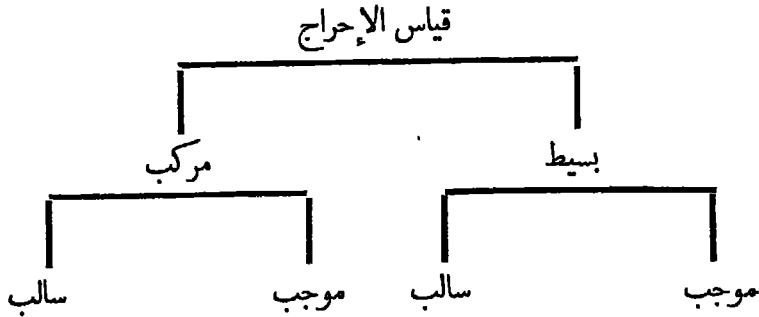 قياس الإحراج
بسيط مركب
موجب سالب موجب سالب